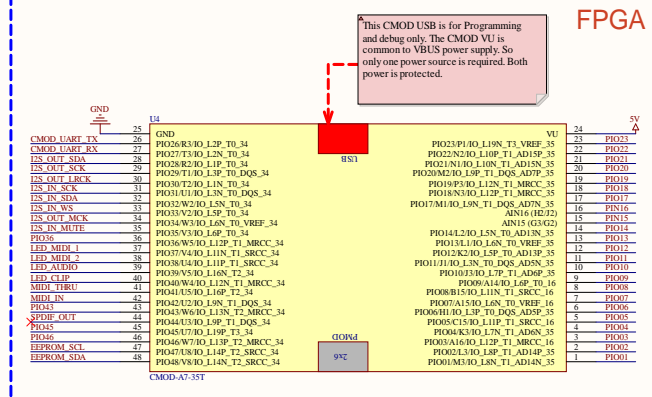 FPGA
This CMOD USB is for Programming
and debug only. The CMOD VU is
common to VBUS power supply. So
only one power source is required. Both
power is protected.
GND
U4
5V
25 GND VU 24
CMOD_UART_TX 26 PIO26/R3/IO_L2P_T0_34 PIO23/P1/IO_L19N_T3_VREF_35 23 PIO23
CMOD_UART_RX 27 PIO27/T3/IO_L2N_T0_34 PIO22/N2/IO_L10P_T1_AD15P_35 22 PIO22
I2S_OUT_SDA 28 PIO28/R2/IO_L1P_T0_34 PIO21/N1/IO_L10N_T1_AD15N_35 21 PIO21
I2S_OUT_SCK 29 PIO29/T1/IO_L3P_T0_DQS_34 PIO20/M2/IO_L9P_T1_DQS_AD7P_35 20 PIO20
I2S_OUT_LRCK 30 PIO30/T2/IO_L1N_T0_34 PIO19/P3/IO_L12N_T1_MRCC_35 19 PIO19
I2S_IN_SCK 31 PIO31/U1/IO_L3N_T0_DQS_34 PIO18/N3/IO_L12P_T1_MRCC_35 18 PIO18
I2S_IN_SDA 32 PIO32/W2/IO_L5N_T0_34 PIO17/M1/IO_L9N_T1_DQS_AD7N_35 17 PIO17
I2S_IN_WS 33 PIO33/V2/IO_L5P_T0_34 AIN16 (H2/J2) 16 PIN16
I2S_OUT_MCK 34 PIO34/W3/IO_L6N_T0_VREF_34 AIN15 (G3/G2) 15 PIN15
I2S_IN_MUTE 35 PIO35/V3/IO_L6P_T0_34 PIO14/L2/IO_L5N_T0_AD13N_35 14 PIO14
PIO36 36 PIO36/W5/IO_L12P_T1_MRCC_34 PIO13/L1/IO_L6N_T0_VREF_35 13 PIO13
LED_MIDI_1 37 PIO37/V4/IO_L11N_T1_SRCC_34 PIO12/K2/IO_L5P_T0_AD13P_35 12 PIO12
LED_MIDI_2 38 PIO38/U4/IO_L11P_T1_SRCC_34 PIO11/J1/IO_L3N_T0_DQS_AD5N_35 11 PIO11
LED_AUDIO 39 PIO39/V5/IO_L16N_T2_34 PIO10/J3/IO_L7P_T1_AD6P_35 10 PIO10
LED_CLIP 40 PIO40/W4/IO_L12N_T1_MRCC_34 PIO09/A14/IO_L6P_T0_16 9 PIO09
MIDI_THRU 41 PIO41/U5/IO_L16P_T2_34 PIO08/B15/IO_L11N_T1_SRCC_16 8 PIO08
MIDI_IN 42 PIO42/U2/IO_L9N_T1_DQS_34 PIO07/A15/IO_L6N_T0_VREF_16 7 PIO07
PIO43 43 PIO43/W6/IO_L13N_T2_MRCC_34 PIO06/H1/IO_L3P_T0_DQS_AD5P_35 6 PIO06
SPDIF_OUT 44 PIO44/U3/IO_L9P_T1_DQS_34 PIO05/C15/IO_L11P_T1_SRCC_16 5 PIO05
PIO45 45 PIO45/U7/IO_L19P_T3_34 PIO04/K3/IO_L7N_T1_AD6N_35 4 PIO04
PIO46 46 PIO46/W7/IO_L13P_T2_MRCC_34 PIO03/A16/IO_L12P_T1_MRCC_16 3 PIO03
EEPROM_SCL 47 PIO47/U8/IO_L14P_T2_SRCC_34 PIO02/L3/IO_L8P_T1_AD14P_35 2 PIO02
EEPROM_SDA 48 PIO48/V8/IO_L14N_T2_SRCC_34 PIO01/M3/IO_L8N_T1_AD14N_35 1 PIO01
USB
PMOD
2x6
CMOD-A7-35T